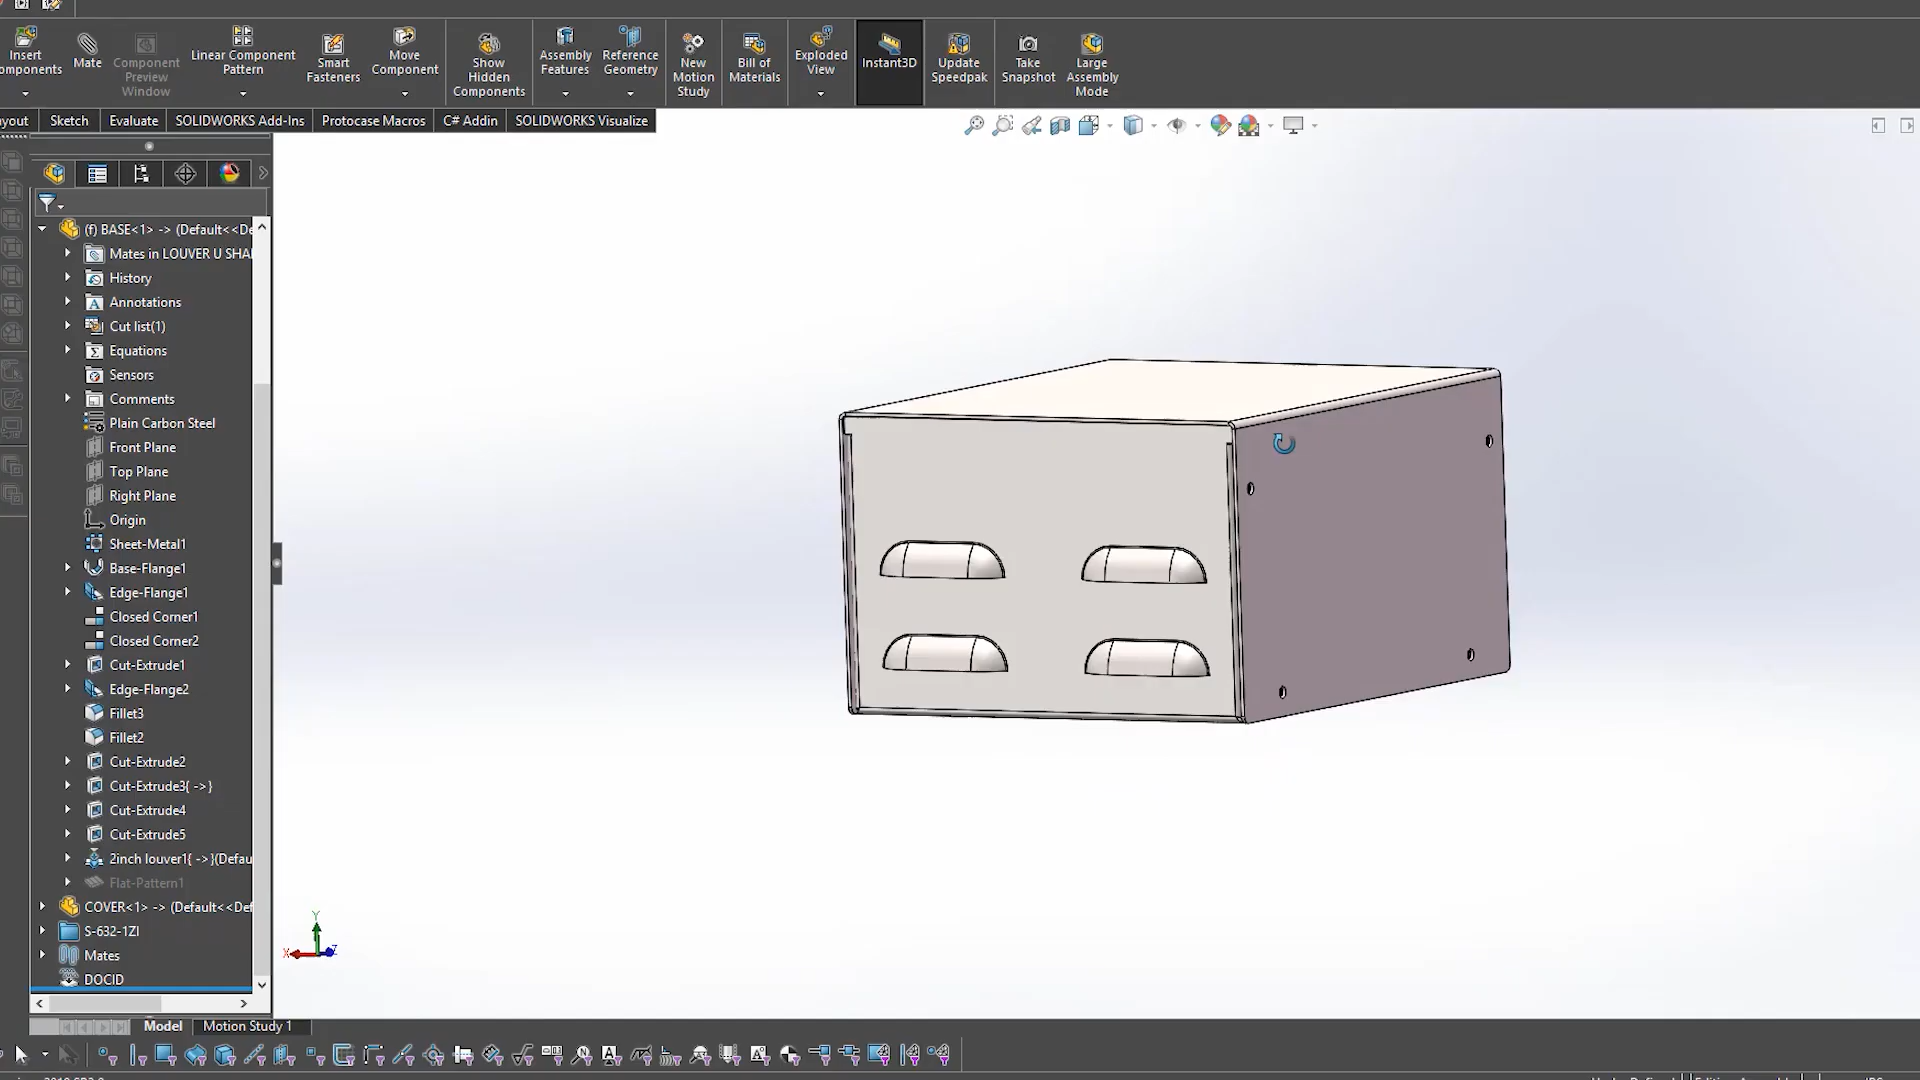 Insert
omponents
Mate
Component
Preview
Window
Linear Component
Pattern
Smart
Fasteners
Move
Component
Show
Hidden
Components
Assembly
Features
Reference
Geometry
New
Motion
Study
Bill of
Materials
Exploded
View
Instant3D
Update
Speedpak
Take
Snapshot
Large
Assembly
Mode
yout Sketch Evaluate SOLIDWORKS Add-Ins Protocase Macros C# Addin SOLIDWORKS Visualize
(f) BASE<1> -> (Default<<De
Mates in LOUVER U SHA
History
Annotations
Cut list(1)
Equations
Sensors
Comments
Plain Carbon Steel
Front Plane
Top Plane
Right Plane
Origin
Sheet-Metal1
Base-Flange1
Edge-Flange1
Closed Corner1
Closed Corner2
Cut-Extrude1
Edge-Flange2
Fillet3
Fillet2
Cut-Extrude2
Cut-Extrude3{ ->}
Cut-Extrude4
Cut-Extrude5
2inch louver1{ ->}(Defau
Flat-Pattern1
COVER<1> -> (Default<<Def
S-632-1ZI
Mates
DOCID
Y
X Z
Model Motion Study 1